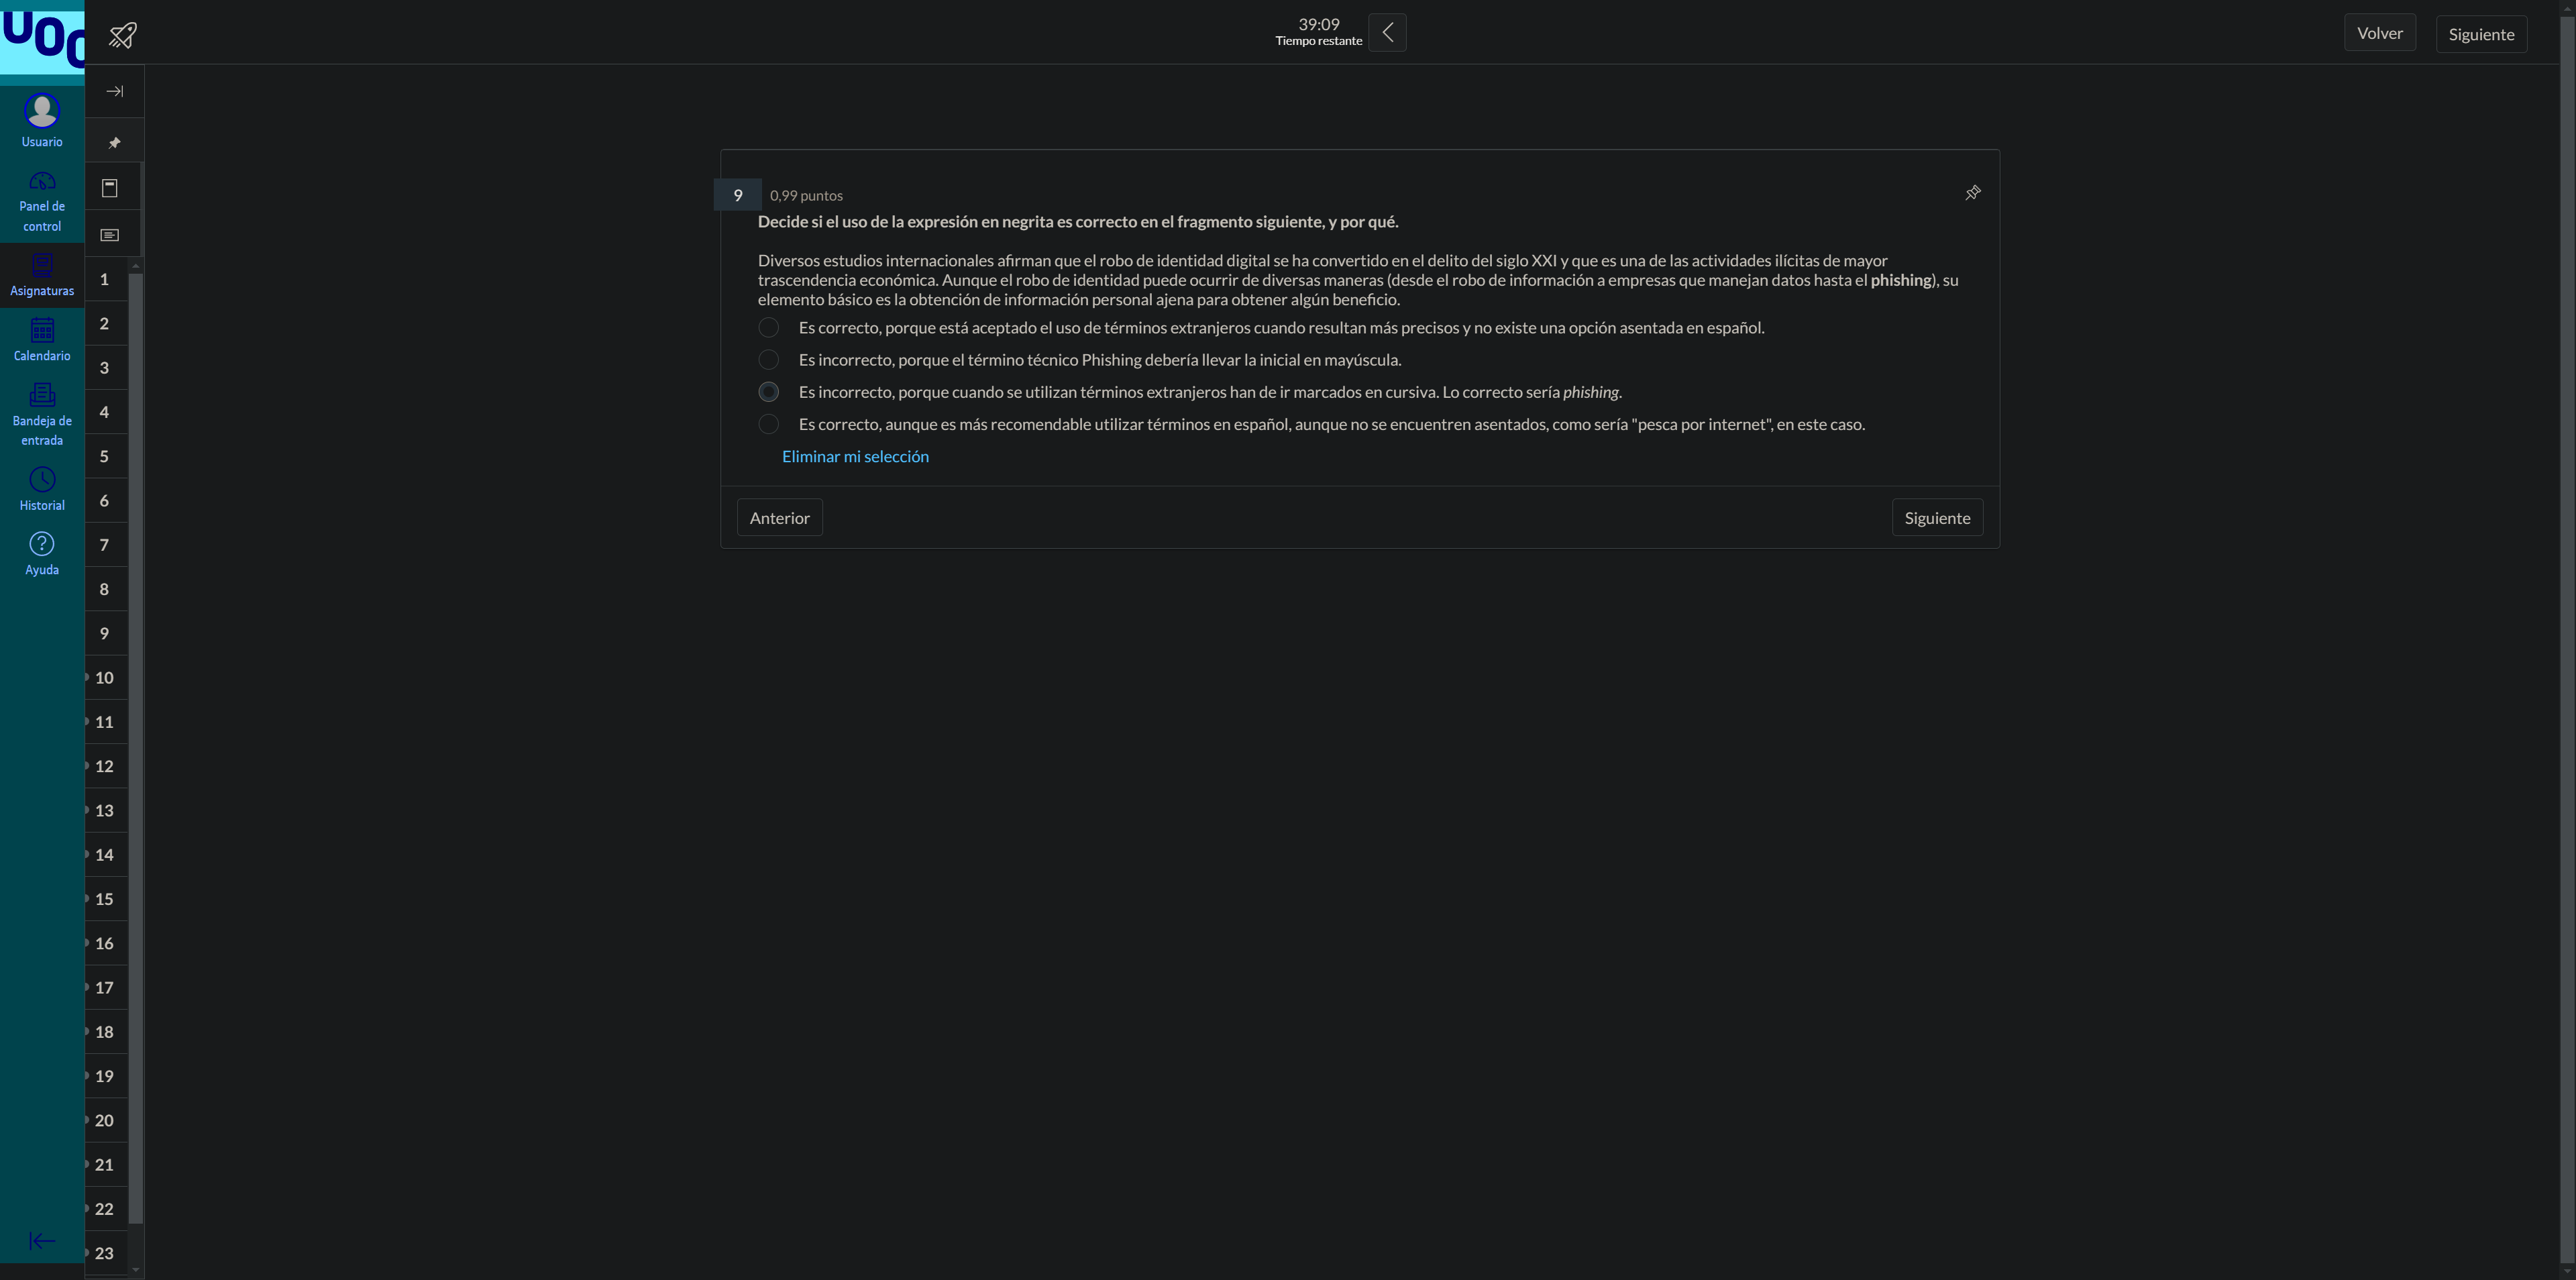 UOC
39:09
Tiempo restante
Volver
Siguiente
Usuario
Panel de
control
Asignaturas
Calendario
Bandeja de
entrada
Historial
Ayuda
1
2
3
4
5
6
7
8
9
10
11
12
13
14
15
16
17
18
19
20
21
22
23
9
0,99 puntos
Decide si el uso de la expresión en negrita es correcto en el fragmento siguiente, y por qué.
Diversos estudios internacionales afirman que el robo de identidad digital se ha convertido en el delito del siglo XXI y que es una de las actividades ilícitas de mayor
trascendencia económica. Aunque el robo de identidad puede ocurrir de diversas maneras (desde el robo de información a empresas que manejan datos hasta el phishing), su
elemento básico es la obtención de información personal ajena para obtener algún beneficio.
Es correcto, porque está aceptado el uso de términos extranjeros cuando resultan más precisos y no existe una opción asentada en español.
Es incorrecto, porque el término técnico Phishing debería llevar la inicial en mayúscula.
Es incorrecto, porque cuando se utilizan términos extranjeros han de ir marcados en cursiva. Lo correcto sería phishing.
Es correcto, aunque es más recomendable utilizar términos en español, aunque no se encuentren asentados, como sería "pesca por internet", en este caso.
Eliminar mi selección
Anterior
Siguiente